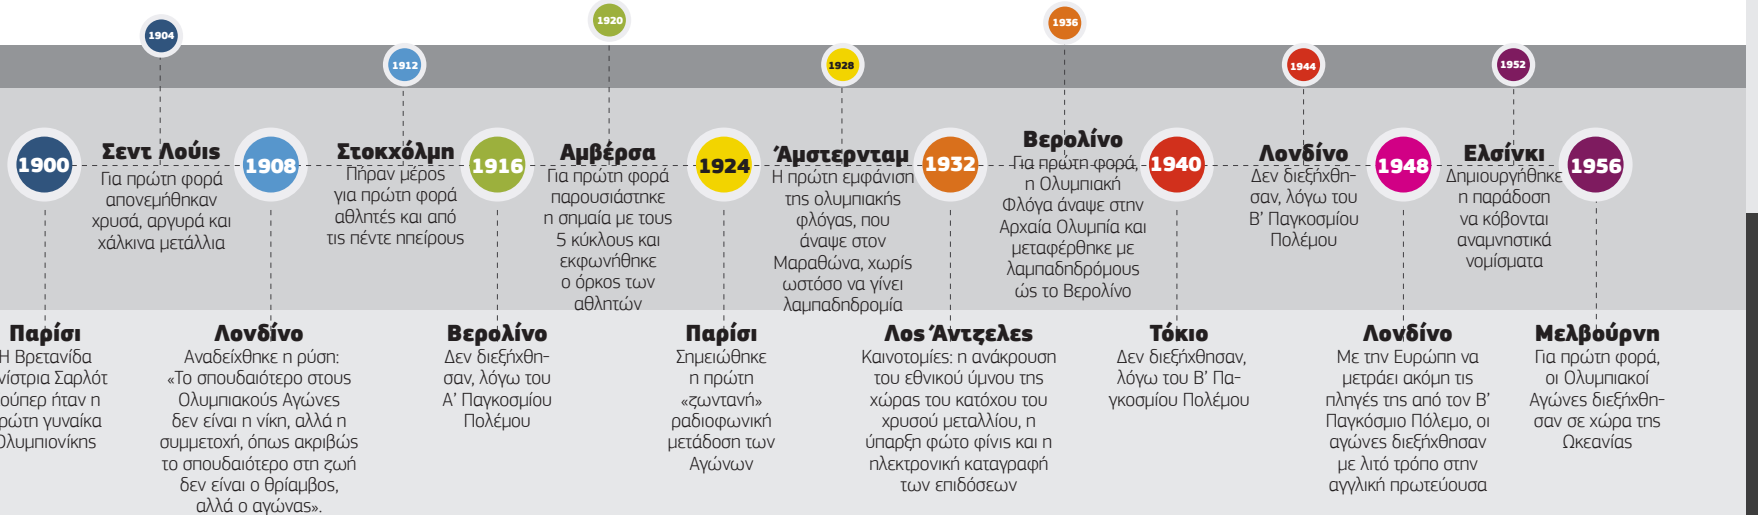 1900
Παρίσι
Η Βρετανίδα
νίστρια Σαρλότ
ούπερ ήταν η
ρώτη γυναίκα
Ολυμπιονίκης
1904
Σεντ Λούις
Για πρώτη φορά
απονεμήθηκαν
χρυσά, αργυρά και
χάλκινα μετάλλια
1908
Λονδίνο
Αναδείχθηκε η ρύση:
«Το σπουδαιότερο στους
Ολυμπιακούς Αγώνες
δεν είναι η νίκη, αλλά η
συμμετοχή, όπως ακριβώς
το σπουδαιότερο στη ζωή
δεν είναι ο θρίαμβος,
αλλά ο αγώνας».
1912
Στοκχόλμη
Πήραν μέρος
για πρώτη φορά
αθλητές και από
τις πέντε ηπείρους
1916
Βερολίνο
Δεν διεξήχθη-
σαν, λόγω του
Α’ Παγκοσμίου
Πολέμου
1920
Αμβέρσα
Για πρώτη φορά
παρουσιάστηκε
η σημαία με τους
5 κύκλους και
εκφωνήθηκε
ο όρκος των
αθλητών
1924
Παρίσι
Σημειώθηκε
η πρώτη
«ζωντανή»
ραδιοφωνική
μετάδοση των
Αγώνων
1928
Άμστερνταμ
Η πρώτη εμφάνιση
της ολυμπιακής
φλόγας, που
άναψε στον
Μαραθώνα, χωρίς
ωστόσο να γίνει
λαμπαδηδρομία
1932
Λος Άντζελες
Καινοτομίες: η ανάκρουση
του εθνικού ύμνου της
χώρας του κατόχου του
χρυσού μεταλλίου, η
ύπαρξη φώτο φίνις και η
ηλεκτρονική καταγραφή
των επιδόσεων
1936
Βερολίνο
Για πρώτη φορά,
η Ολυμπιακή
Φλόγα άναψε στην
Αρχαία Ολυμπία και
μεταφέρθηκε με
λαμπαδηδρόμους
ώς το Βερολίνο
1940
Τόκιο
Δεν διεξήχθησαν,
λόγω του Β’ Πα-
γκοσμίου Πολέμου
1944
Λονδίνο
Δεν διεξήχθη-
σαν, λόγω του
Β’ Παγκοσμίου
Πολέμου
1948
Λονδίνο
Με την Ευρώπη να
μετράει ακόμη τις
πληγές της από τον Β’
Παγκόσμιο Πόλεμο, οι
αγώνες διεξήχθησαν
με λιτό τρόπο στην
αγγλική πρωτεύουσα
1952
Ελσίνκι
Δημιουργήθηκε
η παράδοση
να κόβονται
αναμνηστικά
νομίσματα
1956
Μελβούρνη
Για πρώτη φορά,
οι Ολυμπιακοί
Αγώνες διεξήχθη-
σαν σε χώρα της
Ωκεανίας